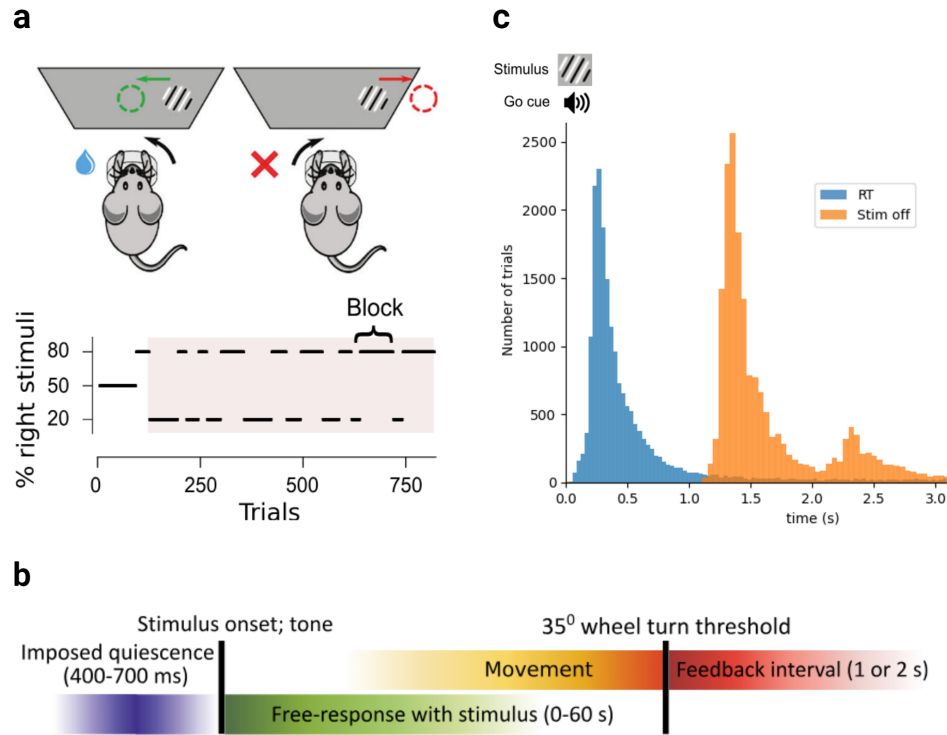 a
% right stimuli
80
50
20
Block
0
250
500
750
Trials
c
Stimulus
Go cue
Number of trials
2500
2000
1500
1000
500
0
RT
Stim off
0.0
0.5
1.0
1.5
2.0
2.5
3.0
time (s)
b
Stimulus onset; tone
35⁰ wheel turn threshold
Imposed quiescence
(400-700 ms)
Movement
Feedback interval (1 or 2 s)
Free-response with stimulus (0-60 s)